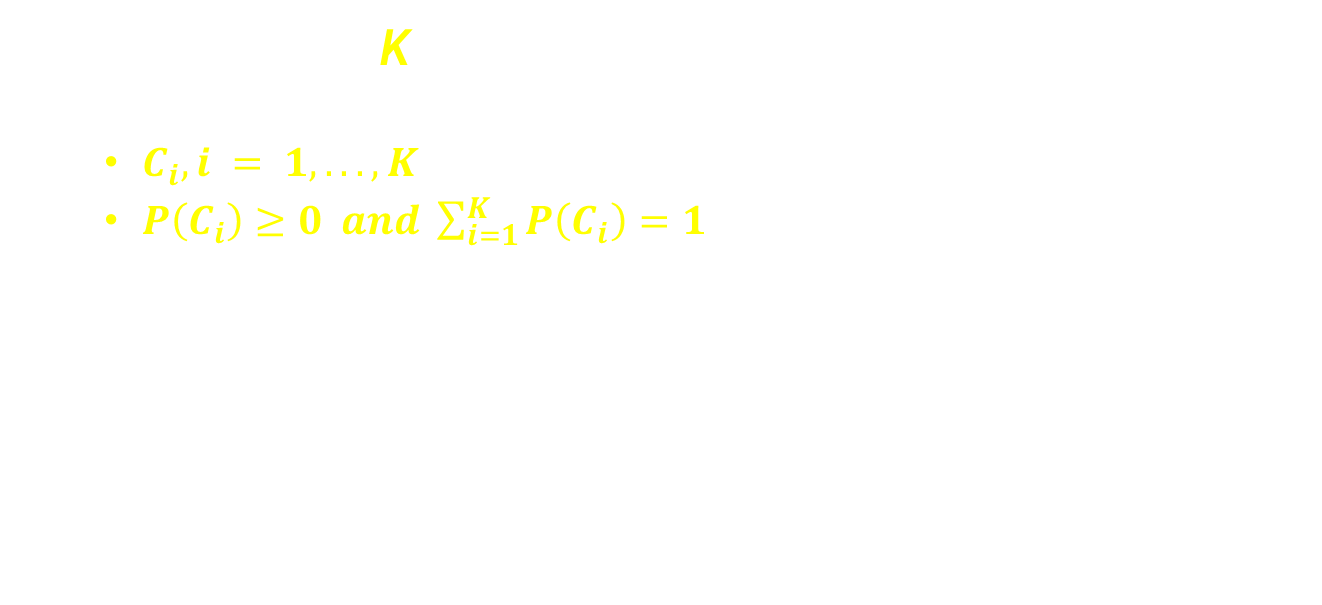 K
• C_i, i = 1, ..., K
• P(C_i) ≥ 0 and ∑_{i=1}^{K} P(C_i) = 1